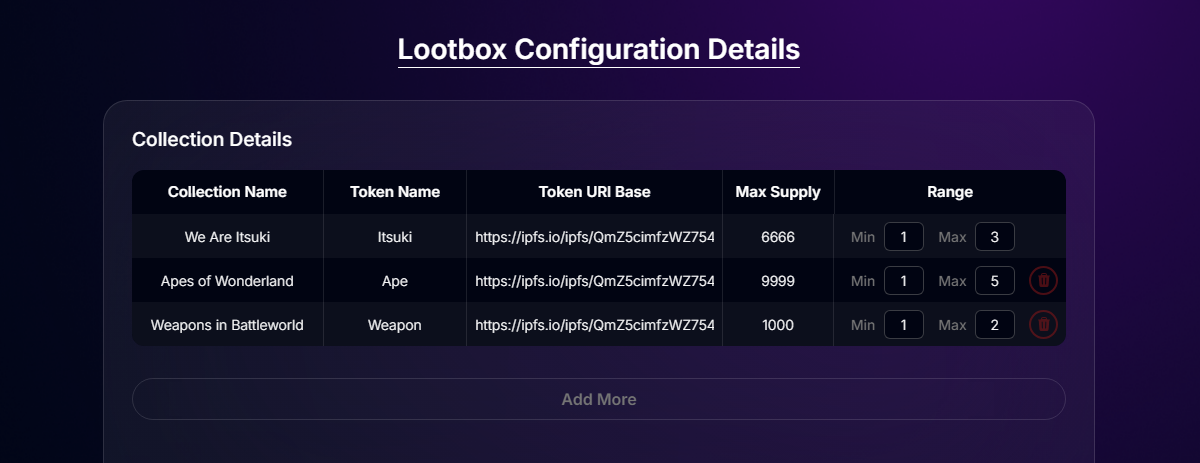 Lootbox Configuration Details
Collection Details
Collection Name Token Name Token URI Base Max Supply Range
We Are Itsuki Itsuki https://ipfs.io/ipfs/QmZ5cimfzWZ754 6666 Min 1 Max 3
Apes of Wonderland Ape https://ipfs.io/ipfs/QmZ5cimfzWZ754 9999 Min 1 Max 5
Weapons in Battleworld Weapon https://ipfs.io/ipfs/QmZ5cimfzWZ754 1000 Min 1 Max 2
Add More